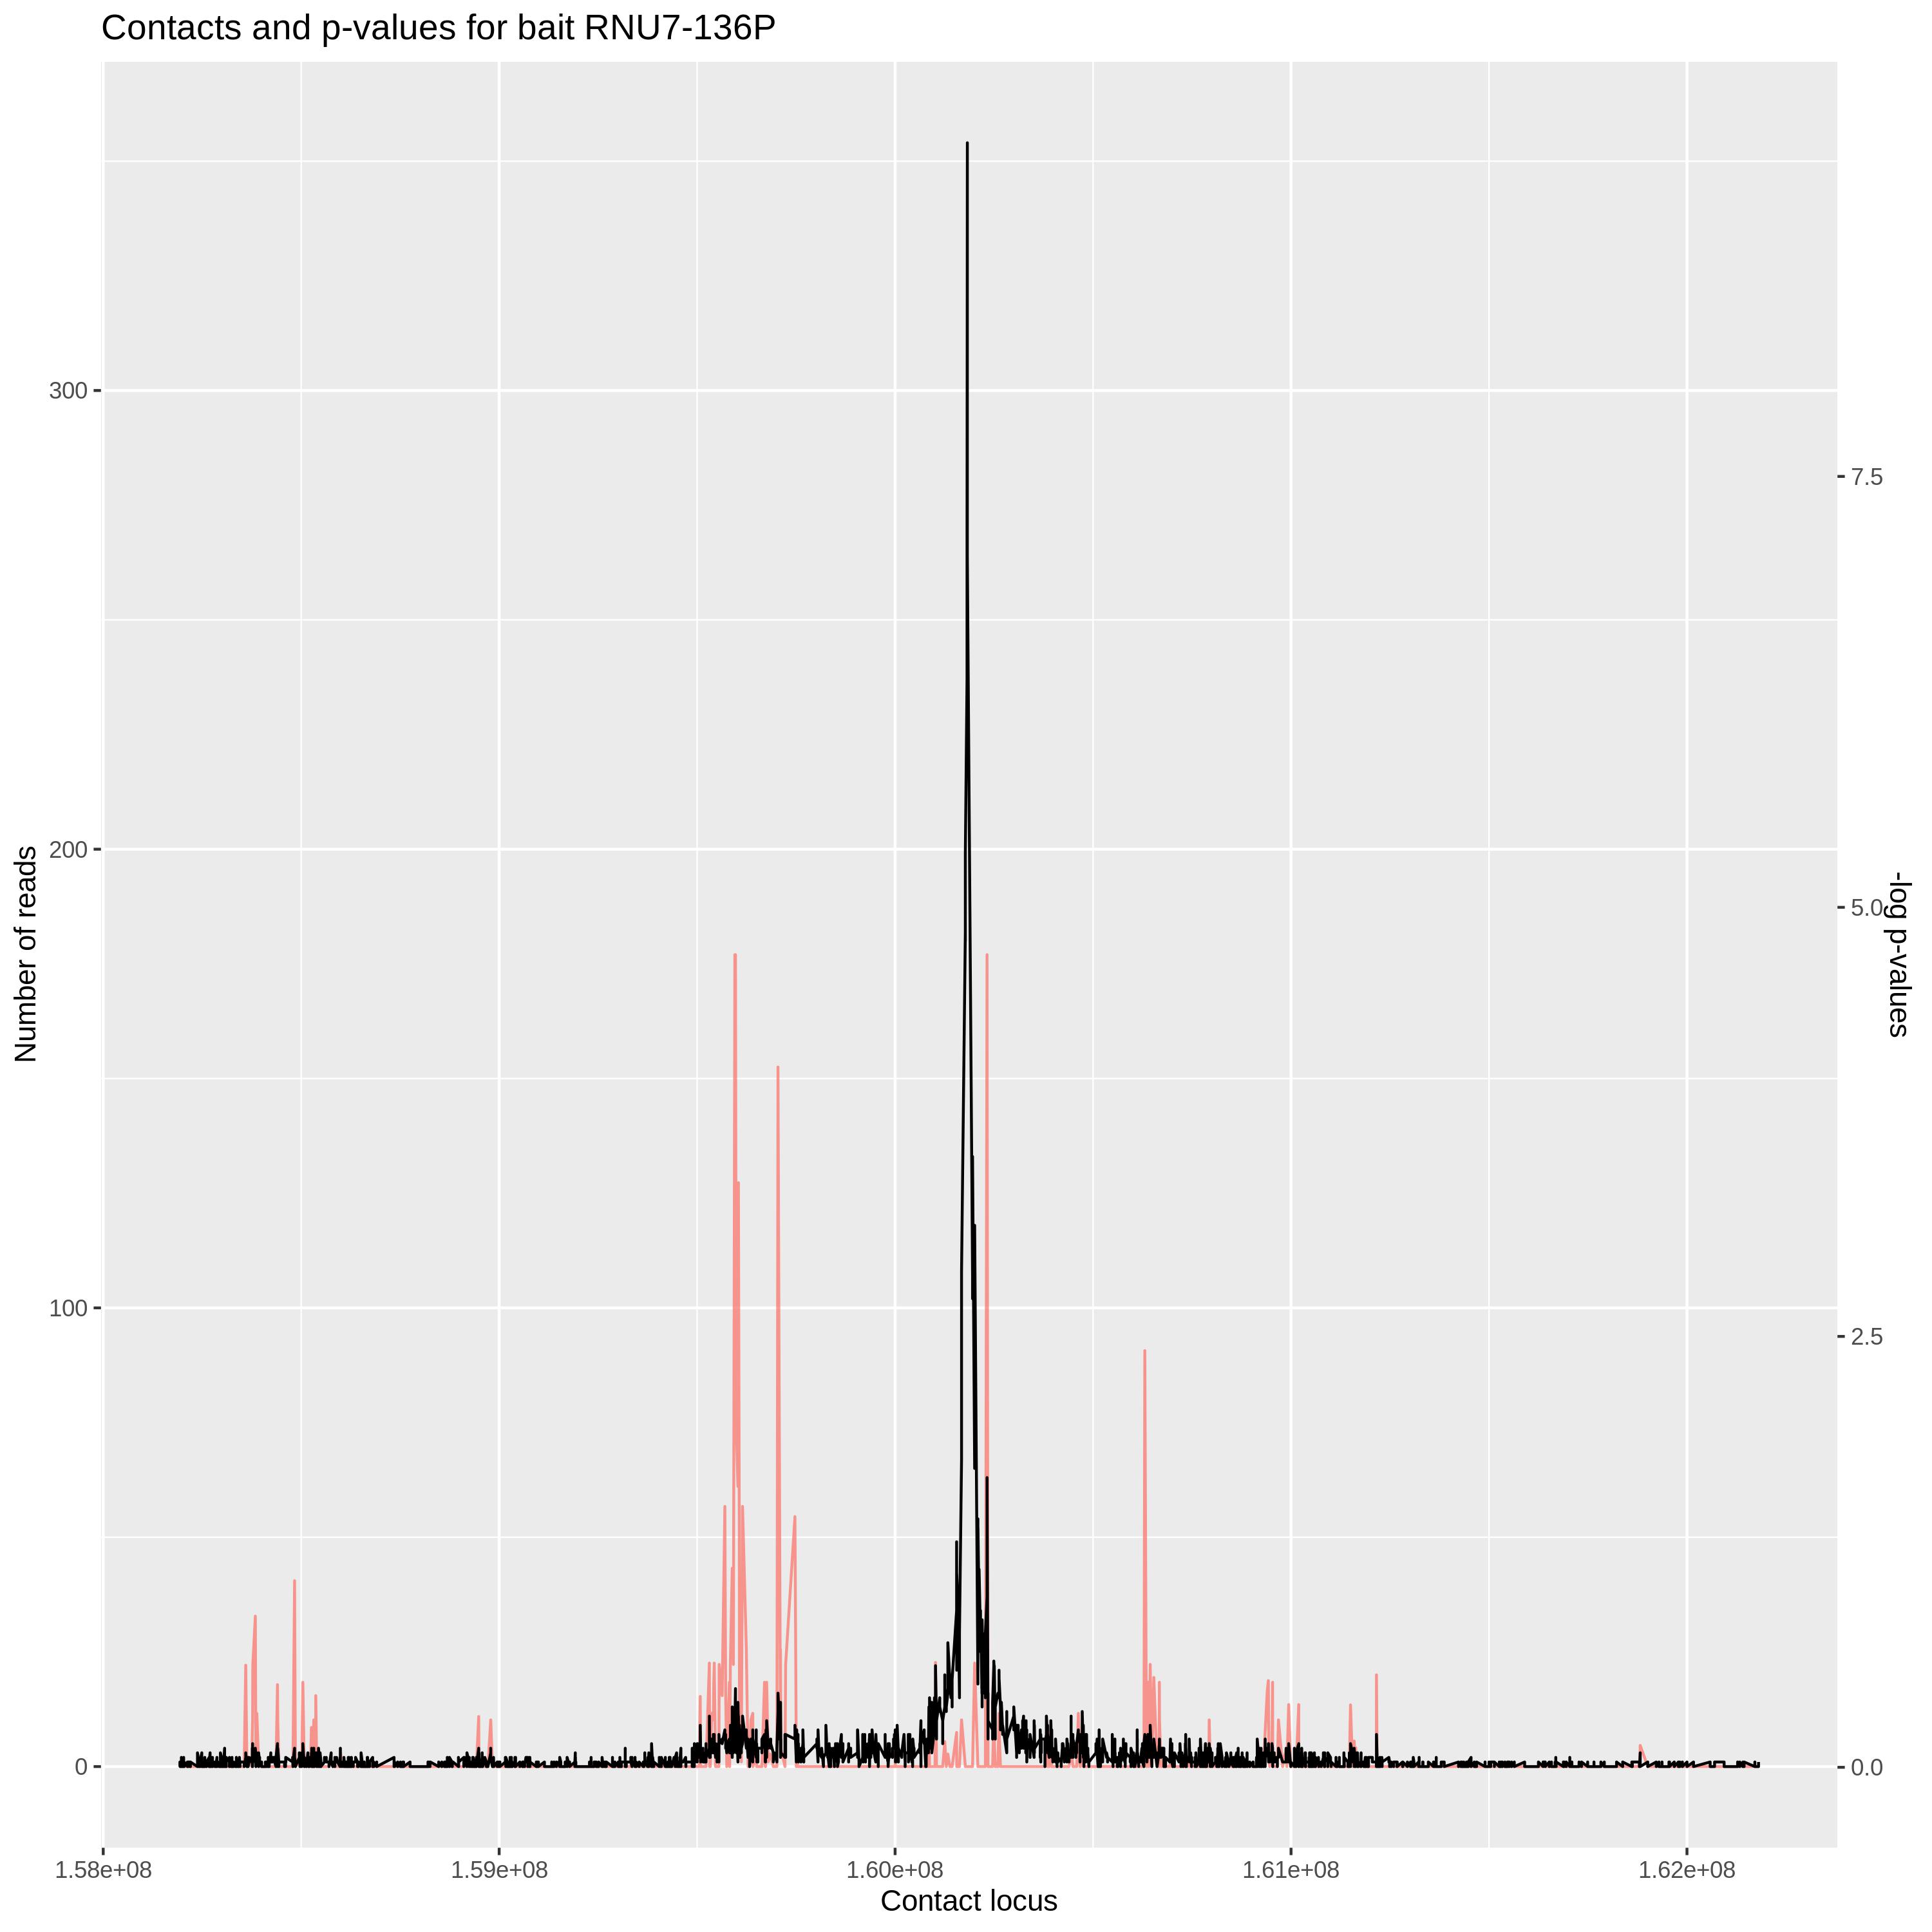 Contacts and p-values for bait RNU7-136P
Number of reads
300
200
100
0
7.5
5.0
2.5
0.0
-log p-values
1.58e+08
1.59e+08
1.60e+08
1.61e+08
1.62e+08
Contact locus